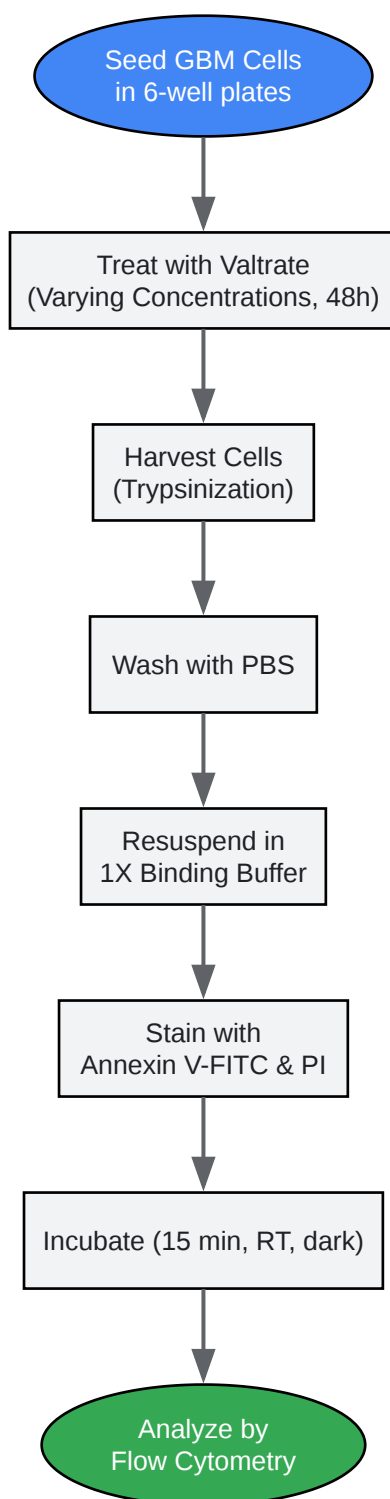 Seed GBM Cells
in 6-well plates
Treat with Valtrate
(Varying Concentrations, 48h)
Harvest Cells
(Trypsinization)
Wash with PBS
Resuspend in
1X Binding Buffer
Stain with
Annexin V-FITC & PI
Incubate (15 min, RT, dark)
Analyze by
Flow Cytometry